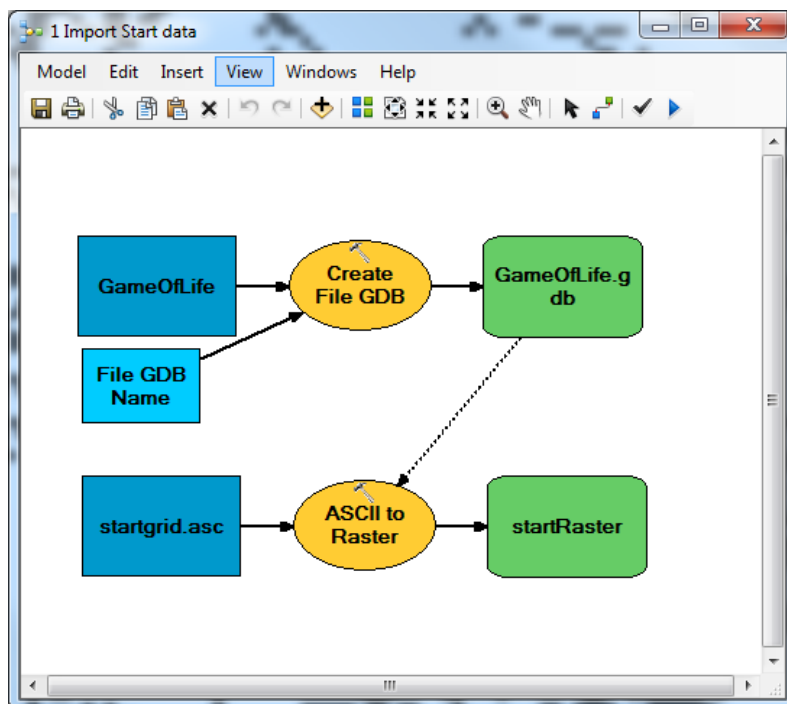 1 Import Start data
Model Edit Insert View Windows Help
GameOfLife
Create
File GDB
GameOfLife.g
db
File GDB
Name
startgrid.asc
ASCII to
Raster
startRaster